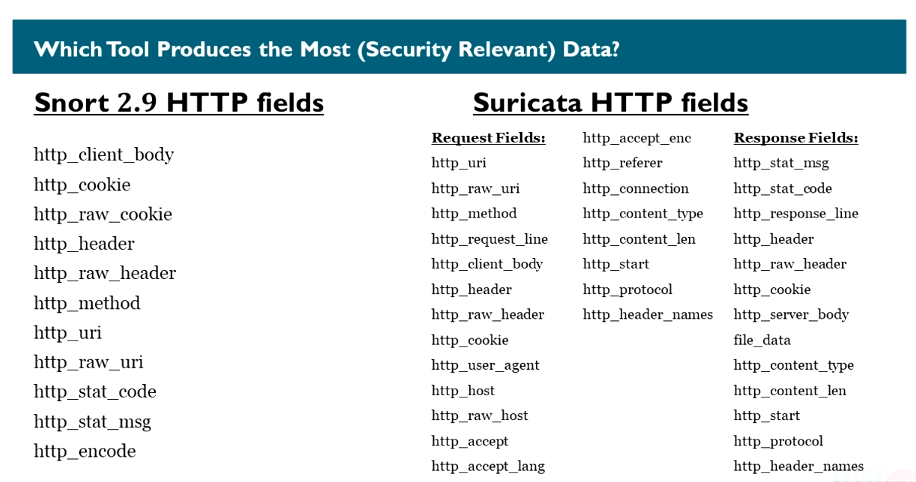 Which Tool Produces the Most (Security Relevant) Data?
Snort 2.9 HTTP fields
http_client_body
http_cookie
http_raw_cookie
http_header
http_raw_header
http_method
http_uri
http_raw_uri
http_stat_code
http_stat_msg
http_encode
Suricata HTTP fields
Request Fields:
http_uri
http_raw_uri
http_method
http_request_line
http_client_body
http_header
http_raw_header
http_cookie
http_user_agent
http_host
http_raw_host
http_accept
http_accept_lang
http_accept_enc
http_referer
http_connection
http_content_type
http_content_len
http_start
http_protocol
http_header_names
Response Fields:
http_stat_msg
http_stat_code
http_response_line
http_header
http_raw_header
http_cookie
http_server_body
file_data
http_content_type
http_content_len
http_start
http_protocol
http_header_names